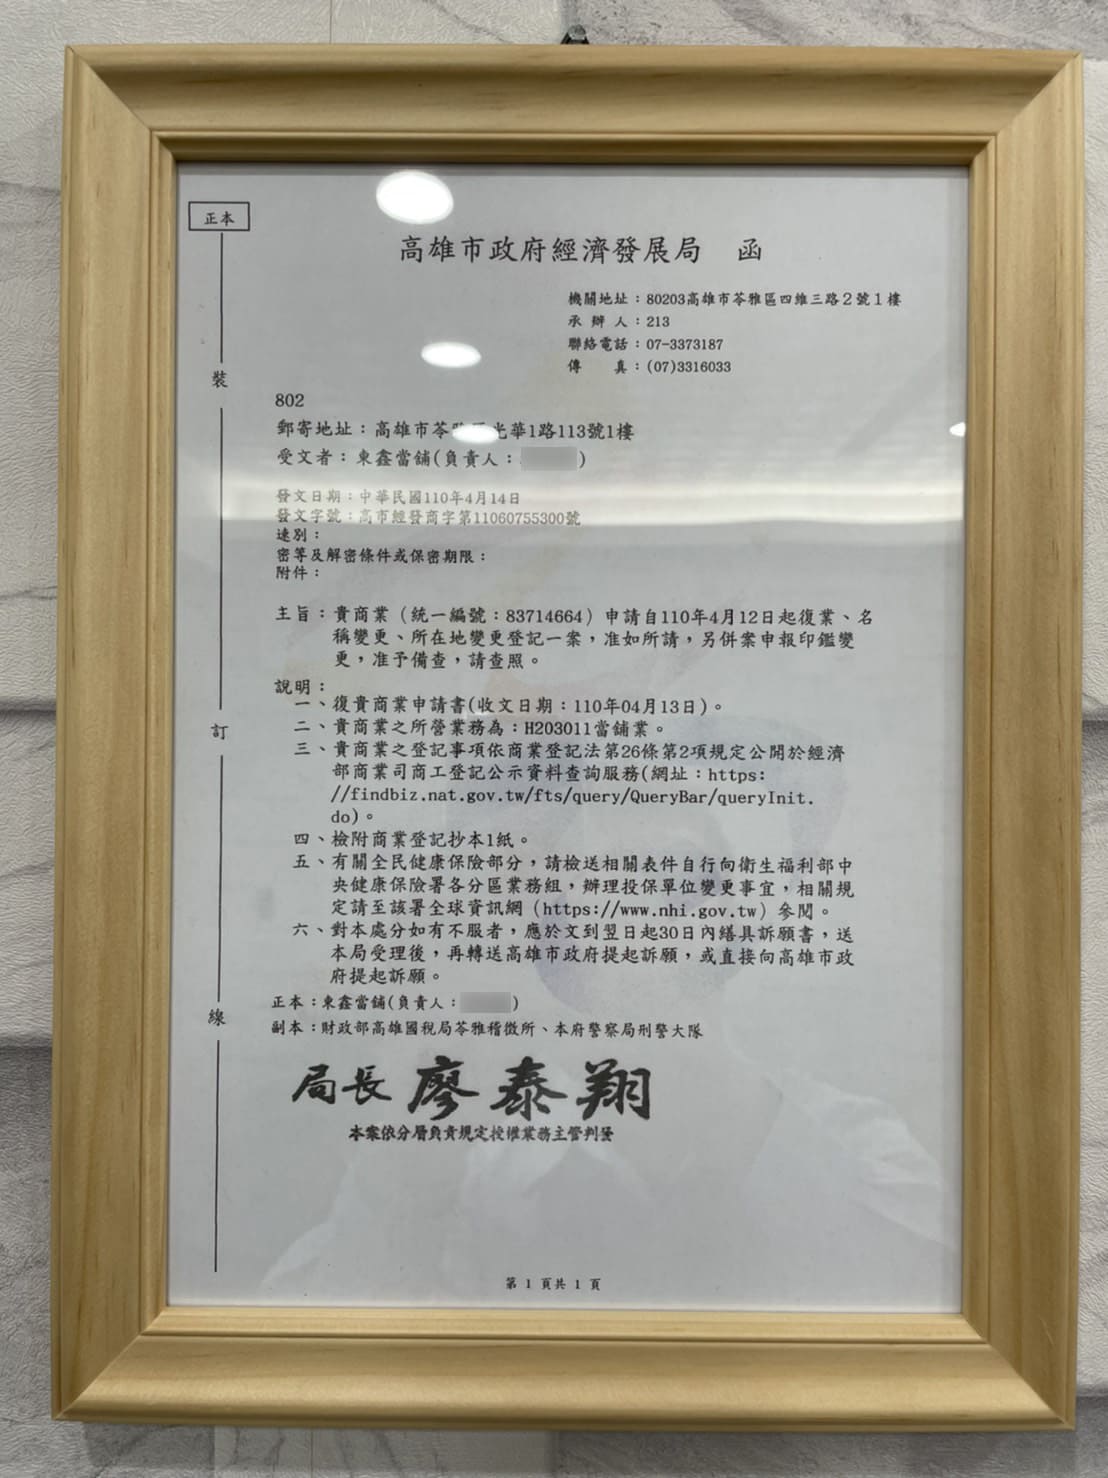 正本
高雄市政府經濟發展局　函
機關地址：80203高雄市苓雅區四維三路２號１樓
承 辦 人：213
聯絡電話：07-3373187
傳　　真：(07)3316033
802
郵寄地址：高雄市苓 光華1路113號1樓
受文者：東鑫當舖(負責人： )
發文日期：中華民國110年4月14日
發文字號：高市經發商字第11060755300號
速別：
密等及解密條件或保密期限：
附件：
主旨：貴商業（統一編號：83714664）申請自110年4月12日起復業、名
稱變更、所在地變更登記一案，准如所請，另併案申報印鑑變
更，准予備查，請查照。
說明：
一、復貴商業申請書(收文日期：110年04月13日)。
二、貴商業之所營業務為：H203011當舖業。
三、貴商業之登記事項依商業登記法第26條第2項規定公開於經濟
部商業司商工登記公示資料查詢服務(網址：https:
//findbiz.nat.gov.tw/fts/query/QueryBar/queryInit.
do)。
四、檢附商業登記抄本1紙。
五、有關全民健康保險部分，請檢送相關表件自行向衛生福利部中
央健康保險署各分區業務組，辦理投保單位變更事宜，相關規
定請至該署全球資訊網（https://www.nhi.gov.tw）參閱。
六、對本處分如有不服者，應於文到翌日起30日內繕具訴願書，送
本局受理後，再轉送高雄市政府提起訴願，或直接向高雄市政
府提起訴願。
正本：東鑫當舖(負責人： )
副本：財政部高雄國稅局苓雅稽徵所、本府警察局刑警大隊
局長 廖泰翔
本案依分層負責規定授權業務主管判發
第 1 頁共 1 頁
裝
訂
線